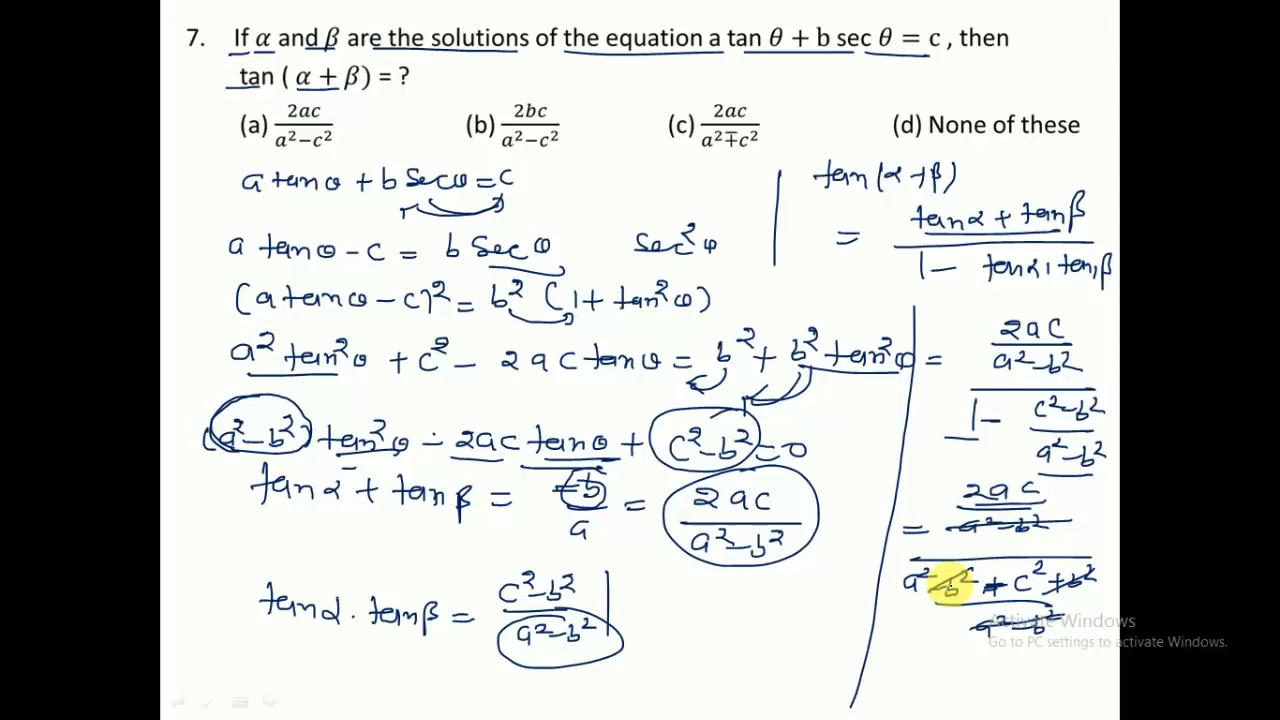 7. If α and β are the solutions of the equation a tan θ + b sec θ = c , then
tan ( α + β) = ?
(a) 2ac/a²−c² (b) 2bc/a²−c² (c) 2ac/a²∓c² (d) None of these
a tanθ + b secθ = c
a tanθ − c = b secθ sec²θ
(a tanθ − c)² = b² (1 + tan²θ)
a² tan²θ + c² − 2ac tanθ = b² + b² tan²θ
(a²−b²) tan²θ − 2ac tanθ + c²−b² = 0
tanα + tanβ = −b/a = 2ac/a²−b²
tanα . tanβ = c²−b²/a²−b²
tan(α+β)
= tanα + tanβ/1 − tanα . tanβ
= 2ac/a²−b² / 1 − c²−b²/a²−b²
= 2ac/a²−b² / a²−b²−c²+b²/a²−b²
Activate Windows
Go to PC settings to activate Windows.